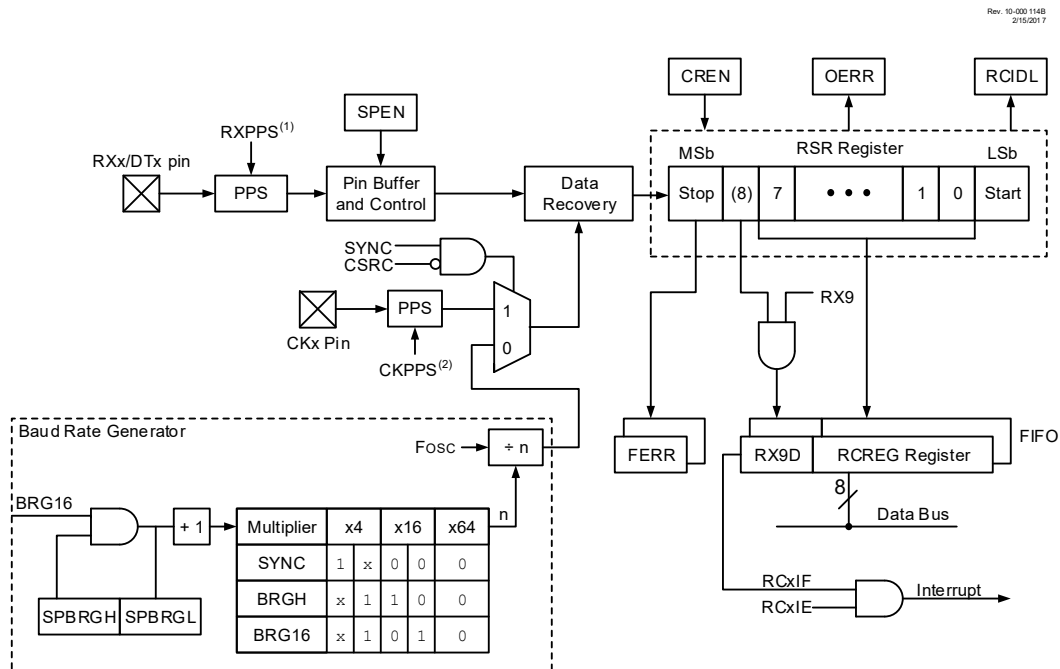 Rev. 10-000 114B
2/15/2017
CREN
OERR
RCIDL
SPEN
RXPPS(1)
RXx/DTx pin
PPS
Pin Buffer
and Control
Data
Recovery
MSb
RSR Register
LSb
Stop
(8)
7
• • •
1
0
Start
SYNC
CSRC
PPS
1
0
CKx Pin
CKPPS(2)
RX9
Baud Rate Generator
Fosc
÷ n
n
FERR
RX9D
RCREG Register
FIFO
8
Data Bus
BRG16
+ 1
Multiplier x4 x16 x64
SYNC 1 x 0 0 0
BRGH x 1 1 0 0
BRG16 x 1 0 1 0
SPBRGH
SPBRGL
RCxIF
RCxIE
Interrupt